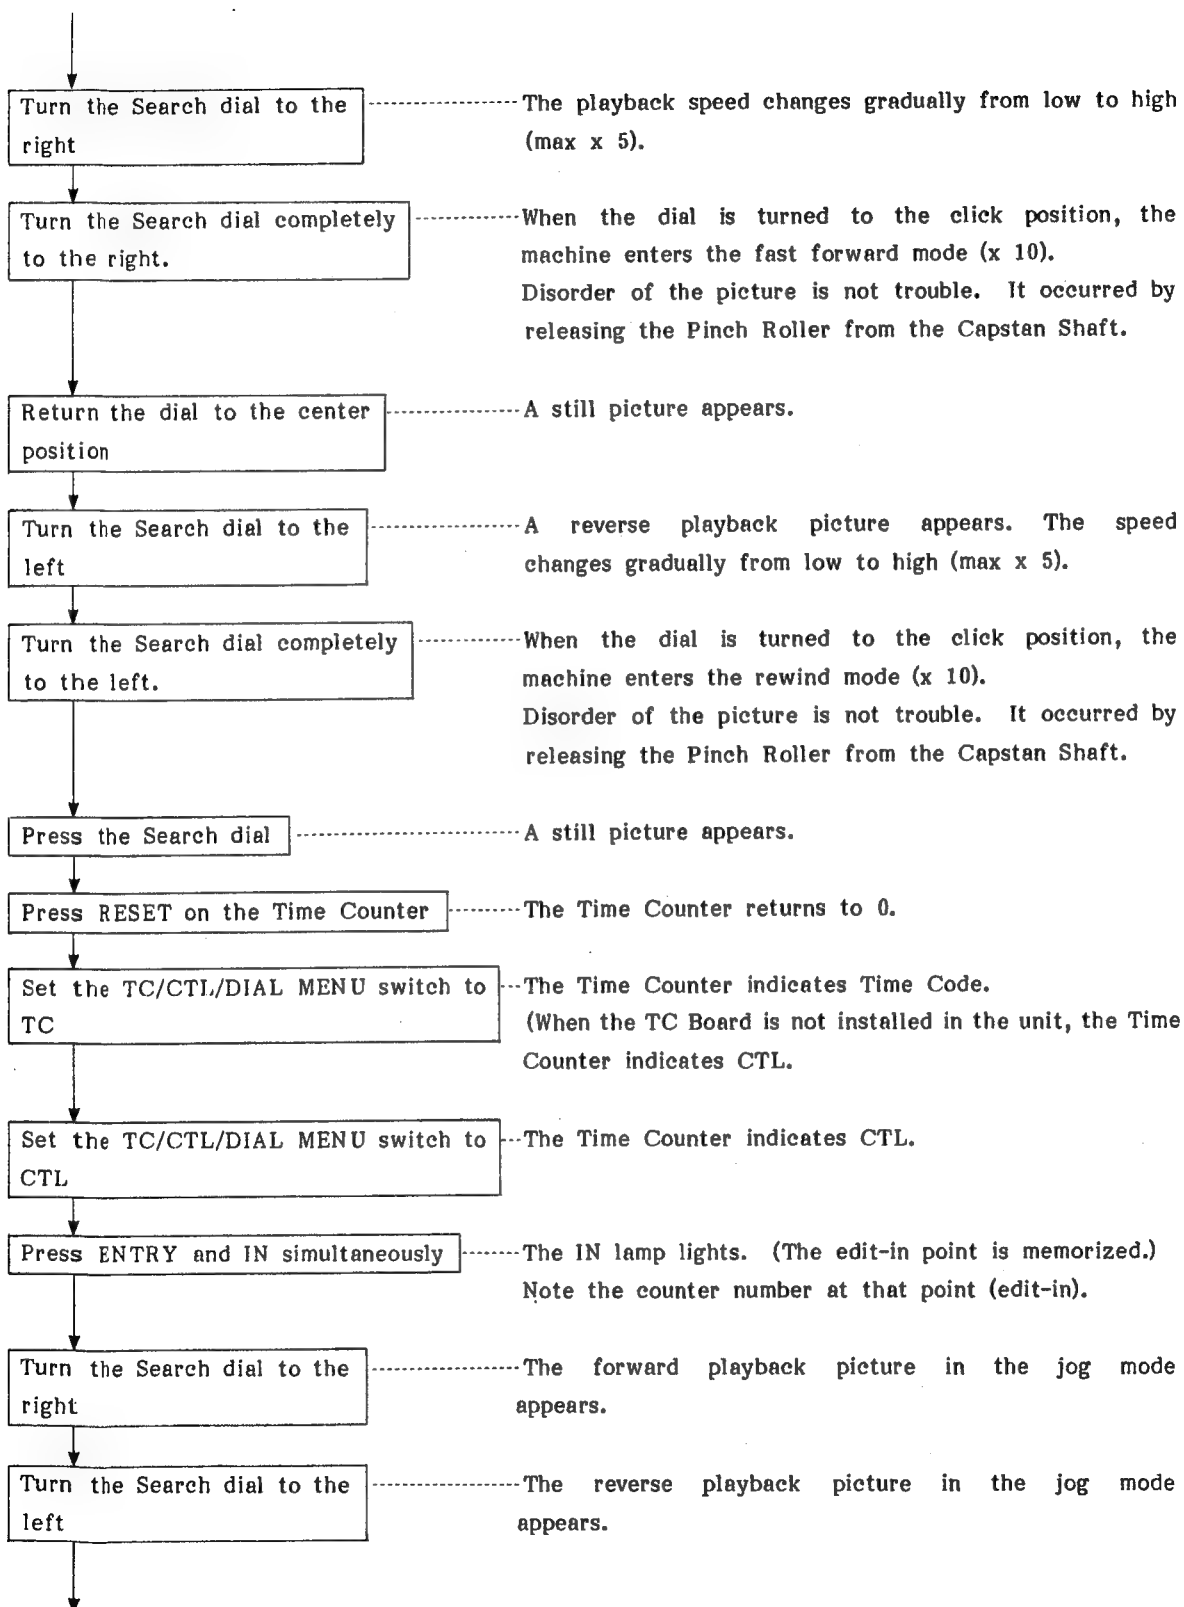 Turn the Search dial to the
right
The playback speed changes gradually from low to high
(max x 5).
Turn the Search dial completely
to the right.
When the dial is turned to the click position, the
machine enters the fast forward mode (x 10).
Disorder of the picture is not trouble. It occurred by
releasing the Pinch Roller from the Capstan Shaft.
Return the dial to the center
position
A still picture appears.
Turn the Search dial to the
left
A reverse playback picture appears. The speed
changes gradually from low to high (max x 5).
Turn the Search dial completely
to the left.
When the dial is turned to the click position, the
machine enters the rewind mode (x 10).
Disorder of the picture is not trouble. It occurred by
releasing the Pinch Roller from the Capstan Shaft.
Press the Search dial
A still picture appears.
Press RESET on the Time Counter
The Time Counter returns to 0.
Set the TC/CTL/DIAL MENU switch to
TC
The Time Counter indicates Time Code.
(When the TC Board is not installed in the unit, the Time
Counter indicates CTL.
Set the TC/CTL/DIAL MENU switch to
CTL
The Time Counter indicates CTL.
Press ENTRY and IN simultaneously
The IN lamp lights. (The edit-in point is memorized.)
Note the counter number at that point (edit-in).
Turn the Search dial to the
right
The forward playback picture in the jog mode
appears.
Turn the Search dial to the
left
The reverse playback picture in the jog mode
appears.